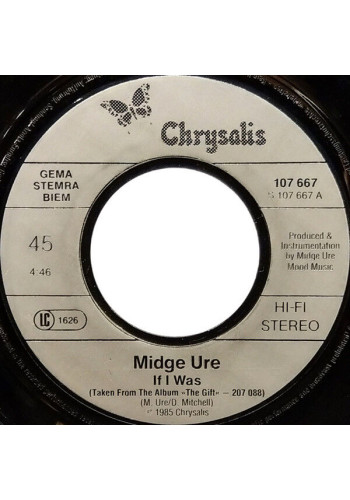 Chrysalis
GEMA
STEMRA
BIEM
107 667
S 107 667 A
45
4:46
Produced &
Instrumentation
by Midge Ure
Mood Music.
LC 1626
HI-FI
STEREO
Midge Ure
If I Was
(Taken From The Album »The Gift« – 207 088)
(M. Ure/D. Mitchell)
℗ 1985 Chrysalis